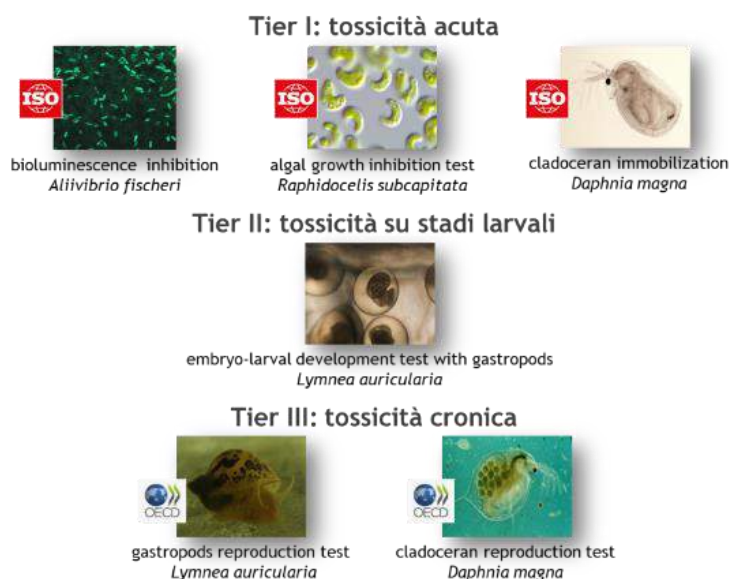 Tier I: tossicità acuta
ISO
ISO
ISO
bioluminescence inhibition
Aliivibrio fischeri
algal growth inhibition test
Raphidocelis subcapitata
cladoceran immobilization
Daphnia magna
Tier II: tossicità su stadi larvali
embryo-larval development test with gastropods
Lymnea auricularia
Tier III: tossicità cronica
OECD
OECD
gastropods reproduction test
Lymnea auricularia
cladoceran reproduction test
Daphnia magna